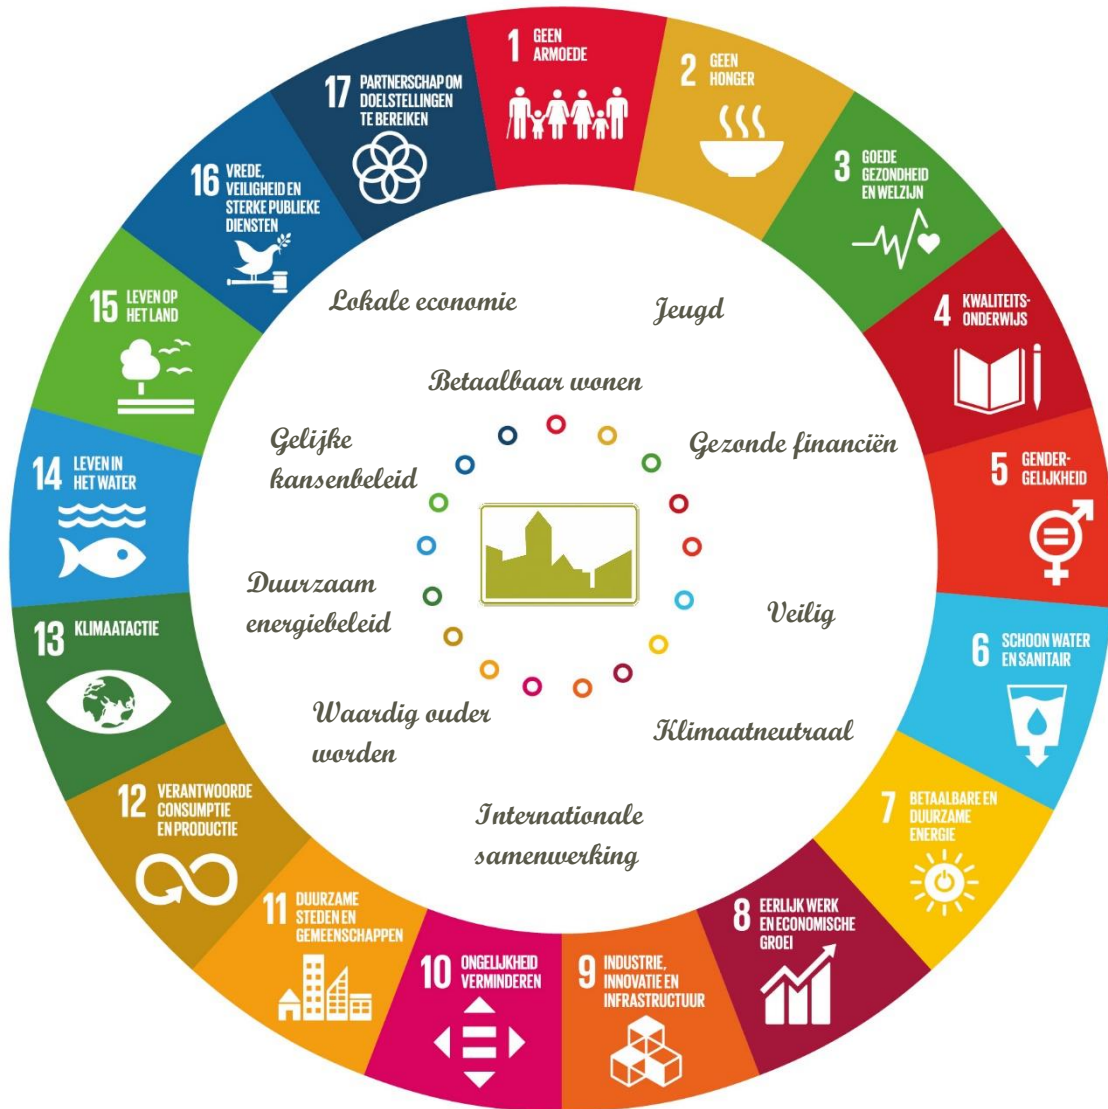 1 GEEN
ARMOEDE
2 GEEN
HONGER
3 GOEDE
GEZONDHEID
EN WELZIJN
4 KWALITEITS-
ONDERWIJS
5 GENDER-
GELIJKHEID
6 SCHOON WATER
EN SANITAIR
7 BETAALBARE EN
DUURZAME
ENERGIE
8 EERLIJK WERK
EN ECONOMISCHE
GROEI
9 INDUSTRIE,
INNOVATIE EN
INFRASTRUCTUUR
10 ONGELIJKHEID
VERMINDEREN
11 DUURZAME
STEDEN EN
GEMEENSCHAPPEN
12 VERANTWOORDE
CONSUMPTIE
EN PRODUCTIE
13 KLIMAATACTIE
14 LEVEN IN
HET WATER
15 LEVEN OP
HET LAND
16 VREDE,
VEILIGHEID EN
STERKE PUBLIEKE
DIENSTEN
17 PARTNERSCHAP OM
DOELSTELLINGEN
TE BEREIKEN
Lokale economie
Jeugd
Betaalbaar wonen
Gelijke
kansenbeleid
Gezonde financiën
Duurzaam
energiebeleid
Veilig
Waardig ouder
worden
Klimaatneutraal
Internationale
samenwerking